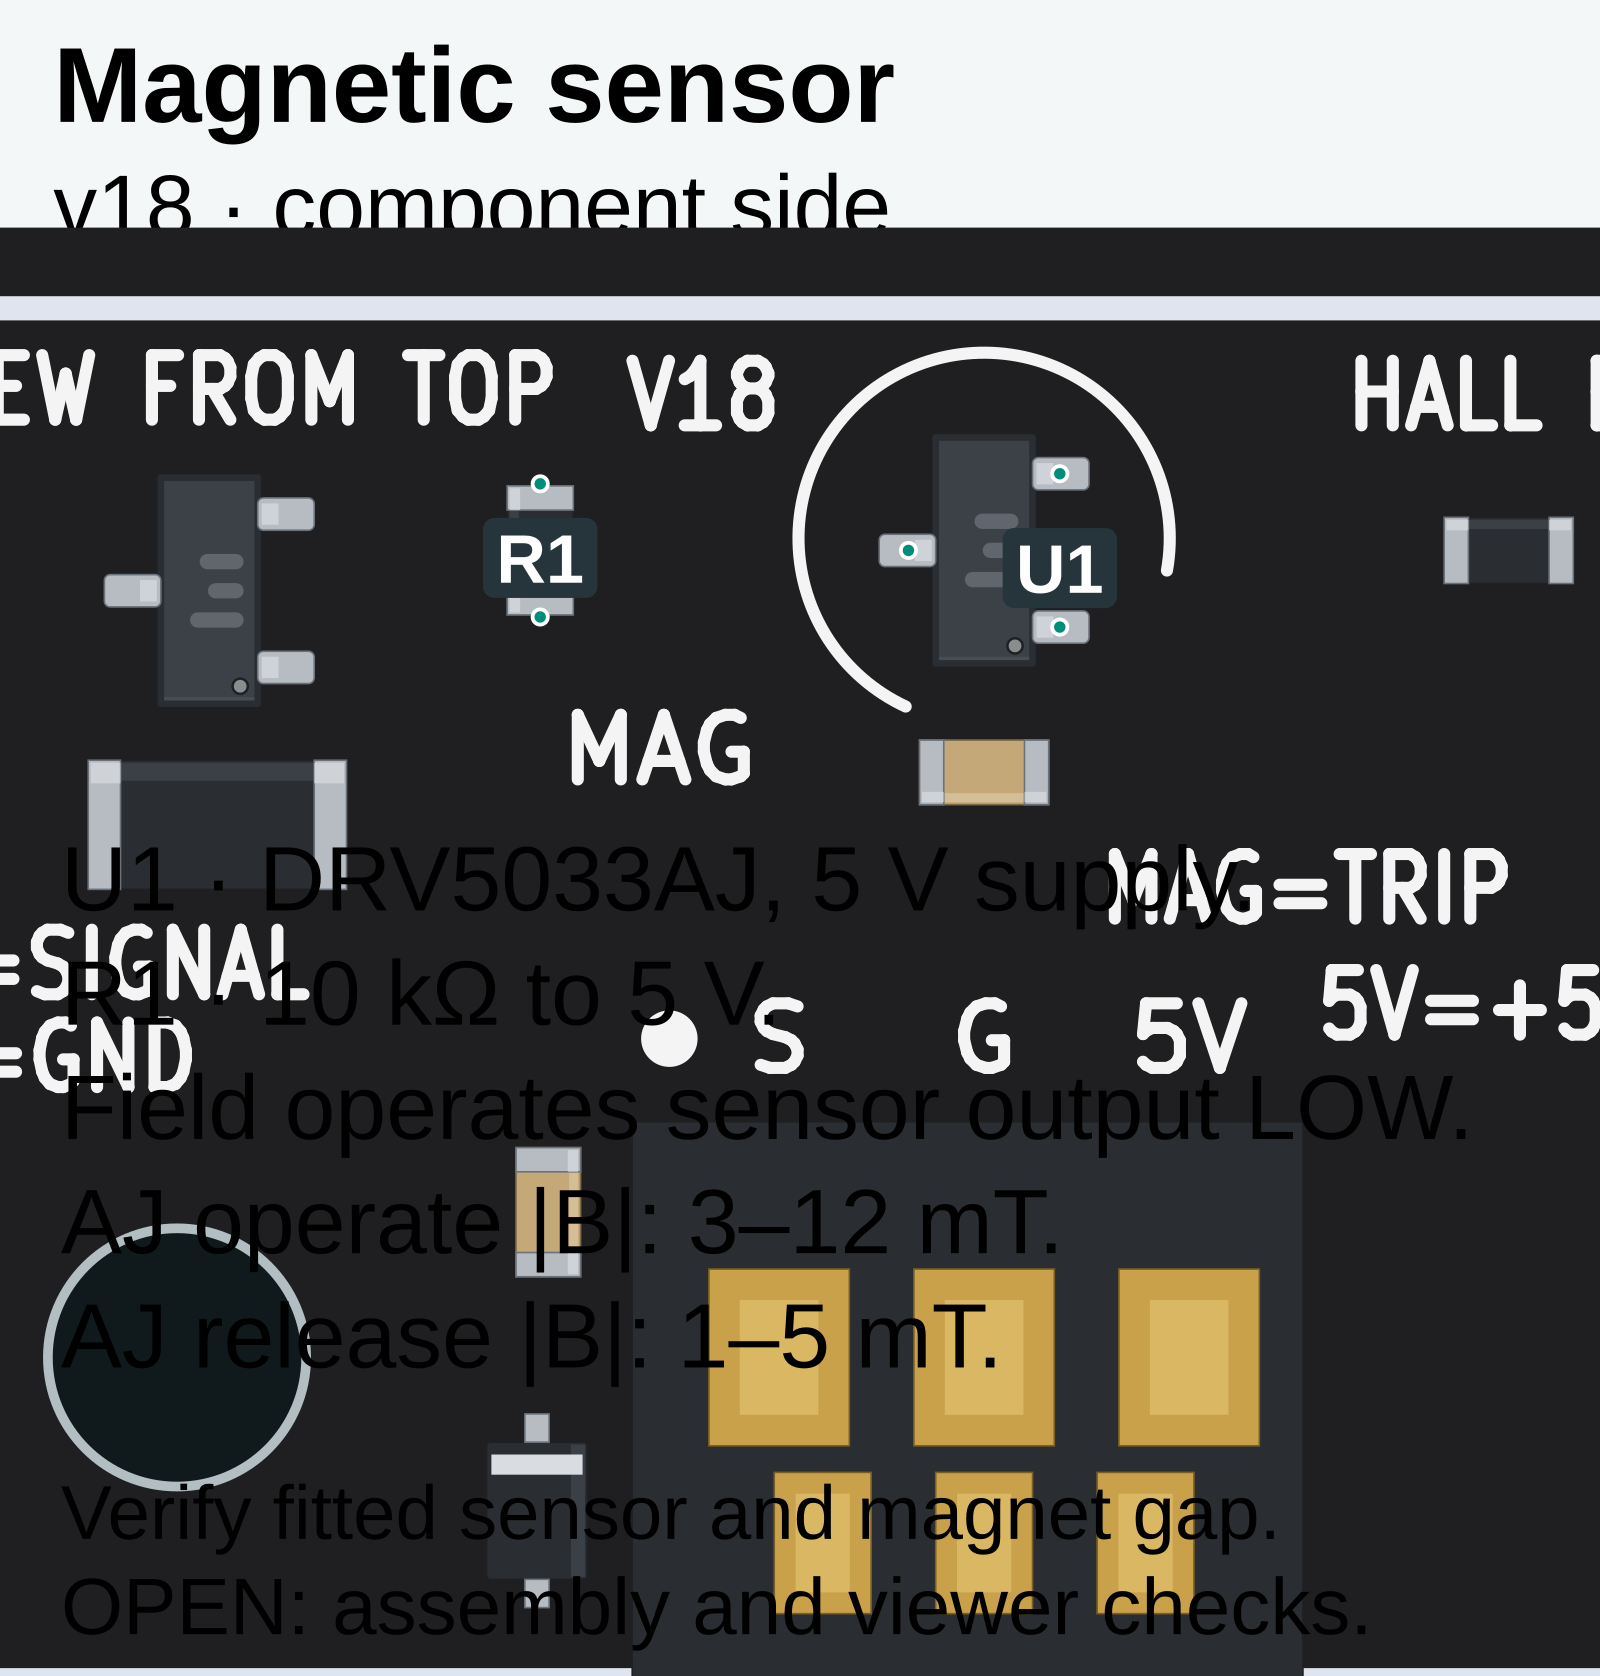 Magnetic sensor
v18 · component side
EW FROM TOP V18
HALL
R1
U1
MAG
U1 · DRV5033AJ, 5 V supply.
MAG=TRIP
=SIGNAL
R1 · 10 kΩ to 5 V.
S G 5V
5V=+5
=GND
Field operates sensor output LOW.
AJ operate |B|: 3–12 mT.
AJ release |B|: 1–5 mT.
Verify fitted sensor and magnet gap.
OPEN: assembly and viewer checks.